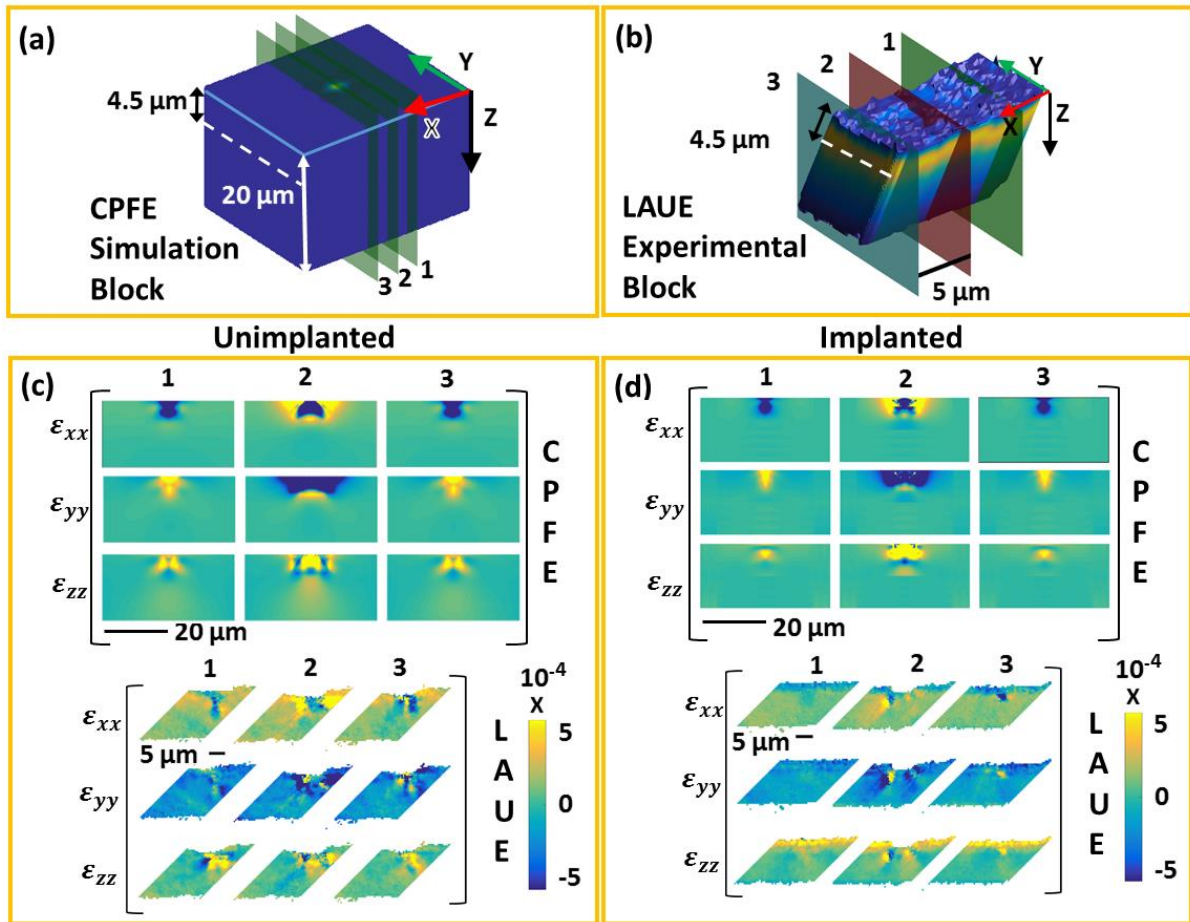 (a)
Y
4.5 μm
X
Z
20 μm
CPFE
Simulation
Block
3 2 1
(b)
1
2
3
Y
X
Z
4.5 μm
LAUE
Experimental
Block
5 μm
Unimplanted
Implanted
(c)
1 2 3
εxx
εyy
εzz
C
P
F
E
20 μm
1 2 3
εxx
5 μm
εyy
εzz
L
A
U
E
10-4
X
5
0
-5
(d)
1 2 3
εxx
εyy
εzz
C
P
F
E
20 μm
1 2 3
εxx
5 μm
εyy
εzz
L
A
U
E
10-4
X
5
0
-5